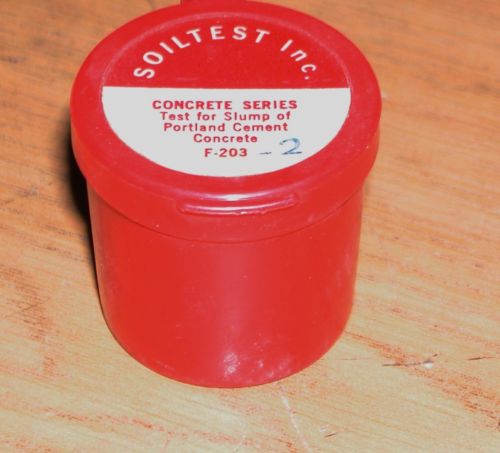 SOILTEST Inc.
CONCRETE SERIES
Test for Slump of
Portland Cement
Concrete
F-203 - 2